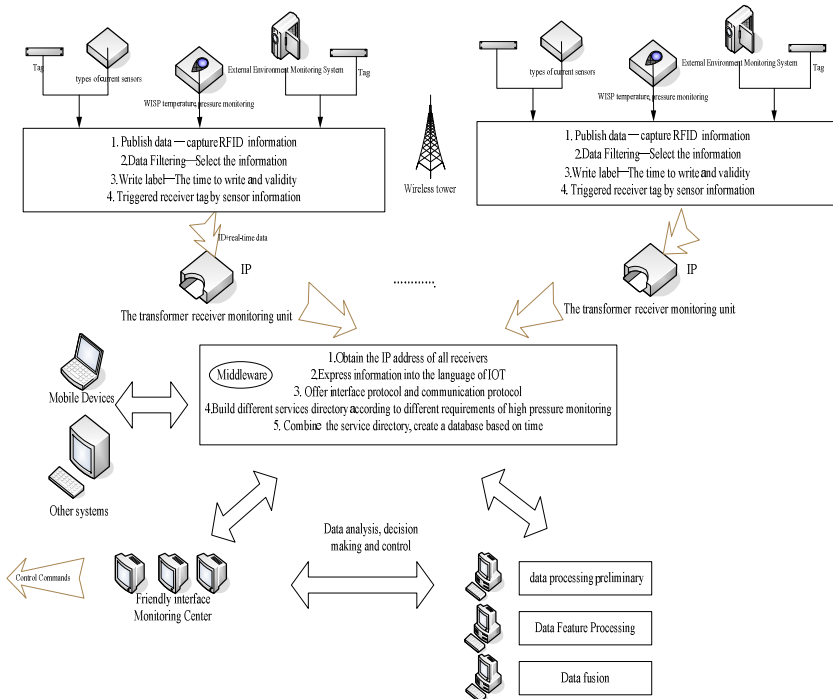 Tag
types of current sensors
WISP temperature, pressure monitoring
External Environment Monitoring System
Tag
1. Publish data—capture RFID information
2.Data Filtering—Select the information
3.Write label—The time to write and validity
4. Triggered receiver tag by sensor information
Wireless tower
types of current sensors
WISP temperature, pressure monitoring
External Environment Monitoring System
Tag
1. Publish data—capture RFID information
2.Data Filtering—Select the information
3.Write label—The time to write and validity
4. Triggered receiver tag by sensor information
ID+real-time data
IP
The transformer receiver monitoring unit
............
IP
The transformer receiver monitoring unit
Middleware
1.Obtain the IP address of all receivers
2.Express information into the language of IOT
3. Offer interface protocol and communication protocol
4.Build different services directory according to different requirements of high pressure monitoring
5. Combine the service directory, create a database based on time
Mobile Devices
Other systems
Data analysis, decision
making and control
Control Commands
Friendly interface
Monitoring Center
data processing preliminary
Data Feature Processing
Data fusion